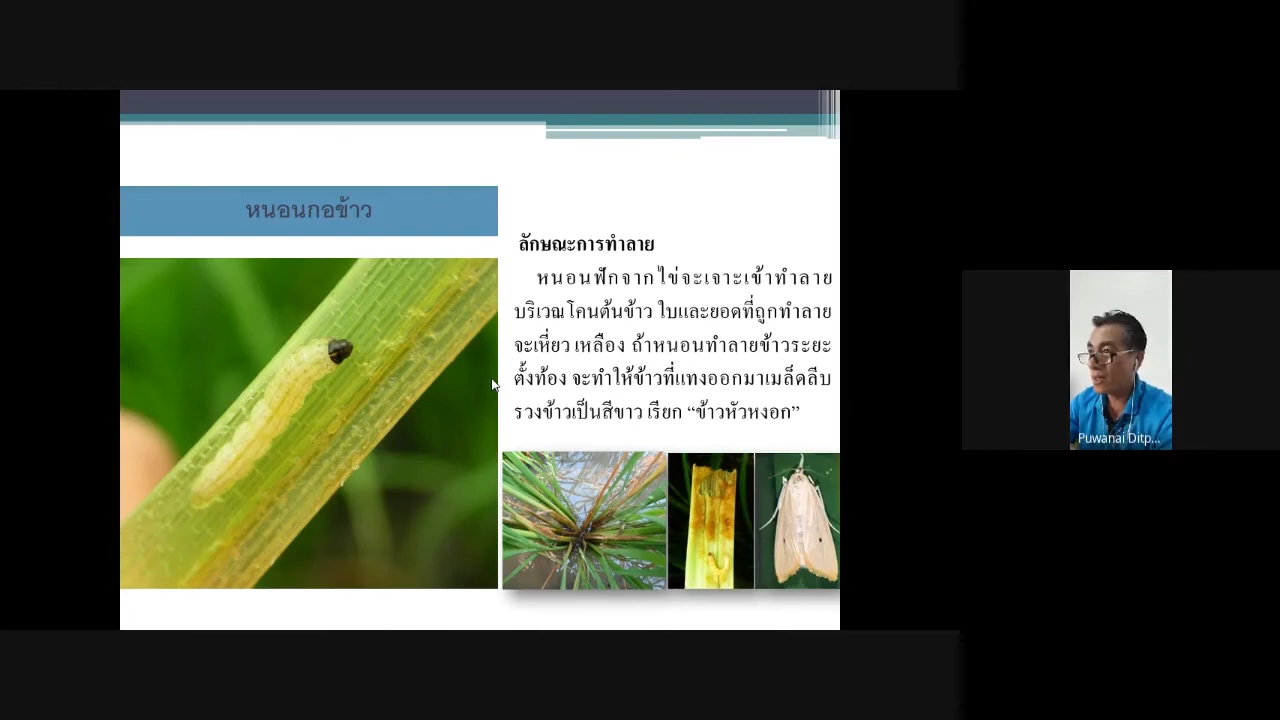 หนอนกอข้าว
ลักษณะการทำลาย
หนอนฟักจากไข่จะเจาะเข้าทำลาย
บริเวณโคนต้นข้าว ใบและยอดที่ถูกทำลาย
จะเหี่ยว เหลือง ถ้าหนอนทำลายข้าวระยะ
ตั้งท้อง จะทำให้ข้าวที่แทงออกมาเมล็ดลีบ
รวงข้าวเป็นสีขาว เรียก “ข้าวหัวหงอก”
Puwanai Ditp...